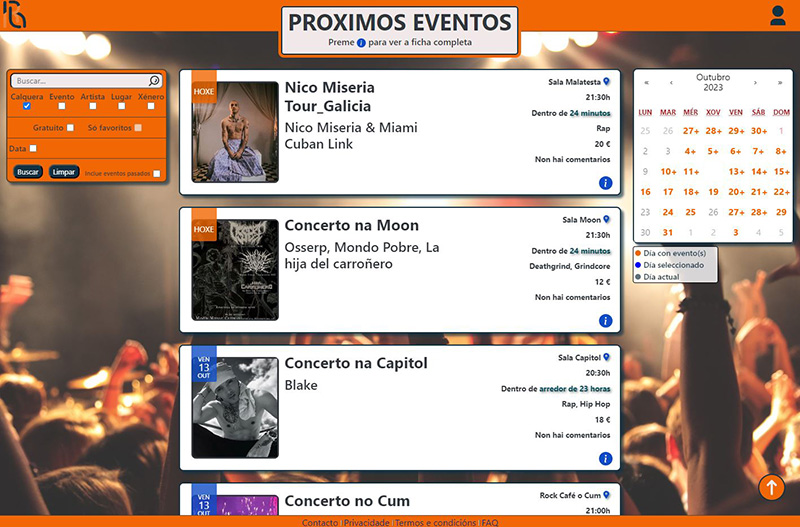 PROXIMOS EVENTOS
Preme i para ver a ficha completa
Buscar...
Calquera Evento Artista Lugar Xénero
Gratuito Só favoritos
Data
Buscar Limpar Inclúe eventos pasados
HOXE
Nico Miseria
Tour_Galicia
Nico Miseria & Miami
Cuban Link
Sala Malatesta
21:30h
Dentro de 24 minutos
Rap
20 €
Non hai comentarios
i
HOXE
Concerto na Moon
Osserp, Mondo Pobre, La
hija del carroñero
Sala Moon
21:30h
Dentro de 24 minutos
Deathgrind, Grindcore
12 €
Non hai comentarios
i
VEN
13
OUT
Concerto na Capitol
Blake
Sala Capitol
20:30h
Dentro de arredor de 23 horas
Rap, Hip Hop
18 €
Non hai comentarios
i
VEN
13
OUT
Concerto no Cum
Rock Café o Cum
21:00h
« ‹ Outubro 2023 › »
LUN MAR MÉR XOV VEN SÁB DOM
25 26 27+ 28+ 29+ 30+ 1
2 3 4+ 5+ 6+ 7+ 8+
9 10+ 11+ 13+ 14+ 15+
16 17 18+ 19 20+ 21+ 22+
23 24 25 26 27+ 28+ 29
30 31 1 2 3 4 5
Día con evento(s)
Día seleccionado
Día actual
Contacto |Privacidade |Termos e condicións |FAQ